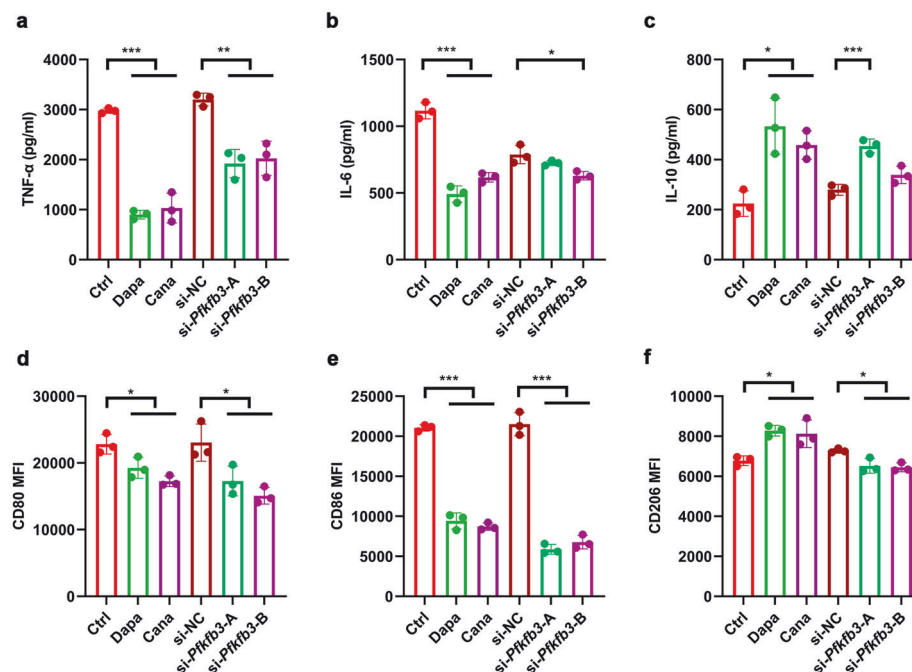 a
TNF-α (pg/ml)
4000
3000
2000
1000
0
***
**
Ctrl
Dapa
Cana
si-NC
si-Pfkfb3-A
si-Pfkfb3-B
b
IL-6 (pg/ml)
1500
1000
500
0
***
*
Ctrl
Dapa
Cana
si-NC
si-Pfkfb3-A
si-Pfkfb3-B
c
IL-10 (pg/ml)
800
600
400
200
0
*
***
Ctrl
Dapa
Cana
si-NC
si-Pfkfb3-A
si-Pfkfb3-B
d
CD80 MFI
30000
20000
10000
0
*
*
Ctrl
Dapa
Cana
si-NC
si-Pfkfb3-A
si-Pfkfb3-B
e
CD86 MFI
25000
20000
15000
10000
5000
0
***
***
Ctrl
Dapa
Cana
si-NC
si-Pfkfb3-A
si-Pfkfb3-B
f
CD206 MFI
10000
8000
6000
4000
2000
0
*
*
Ctrl
Dapa
Cana
si-NC
si-Pfkfb3-A
si-Pfkfb3-B